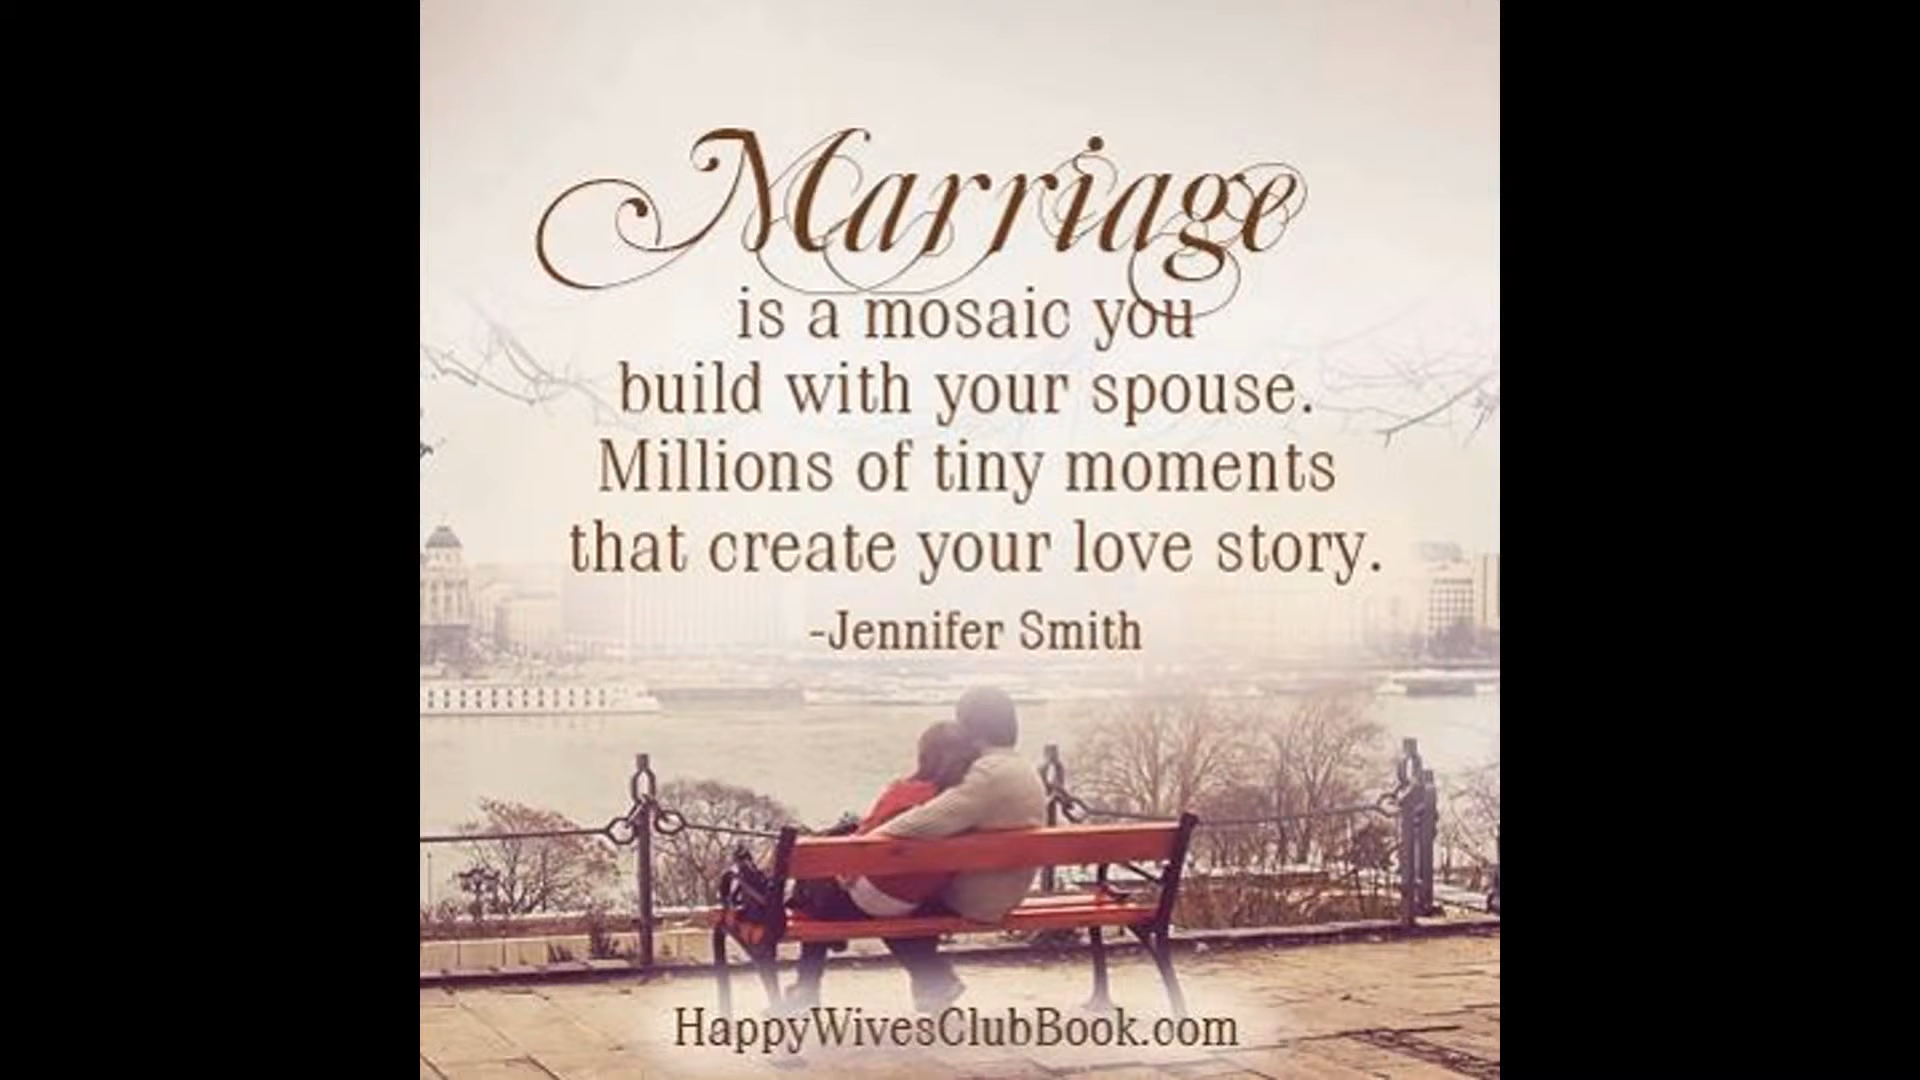 Marriage
is a mosaic you
build with your spouse.
Millions of tiny moments
that create your love story.
-Jennifer Smith
HappyWivesClubBook.com